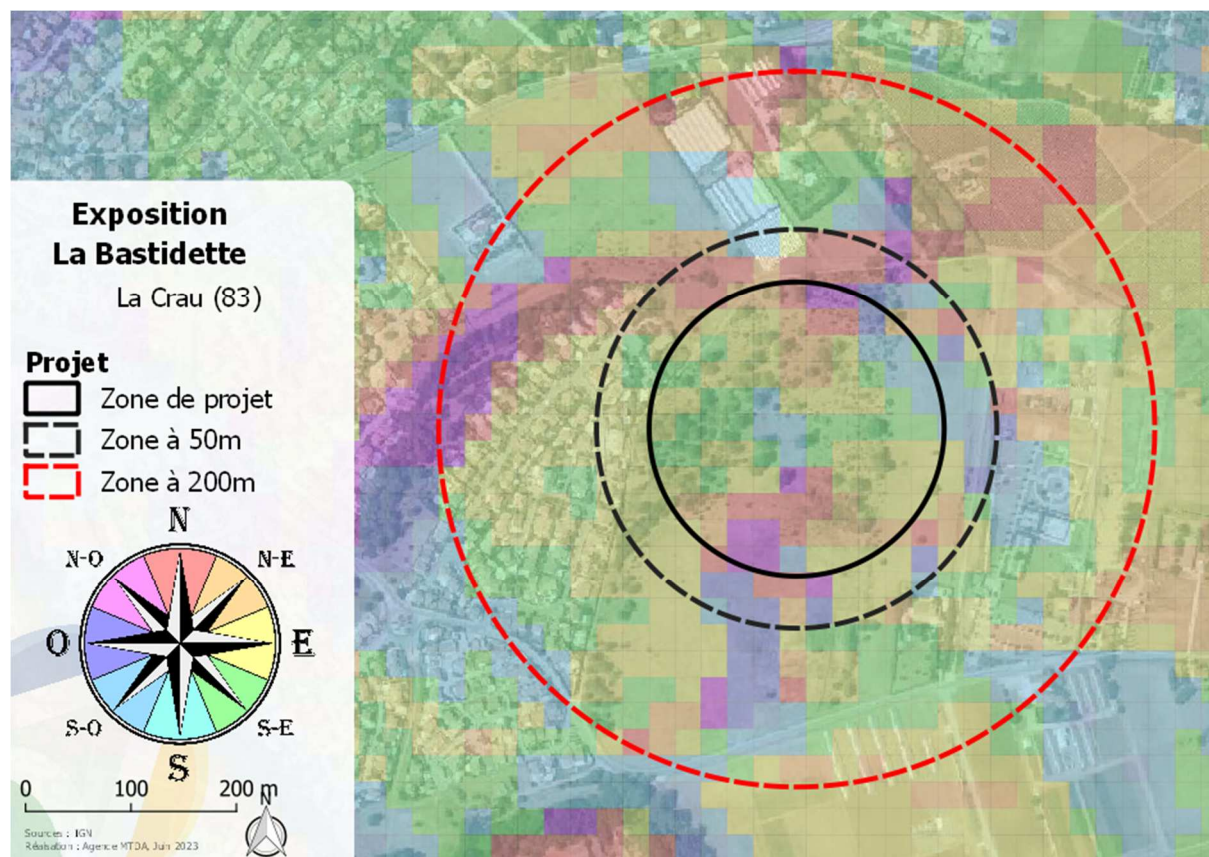 Exposition
La Bastidette
La Crau (83)
Projet
Zone de projet
Zone à 50m
Zone à 200m
N
N-O
N-E
O
E
S-O
S-E
S
0 100 200 m
Sources : IGN
Réalisation : Agence MTDA, Juin 2023